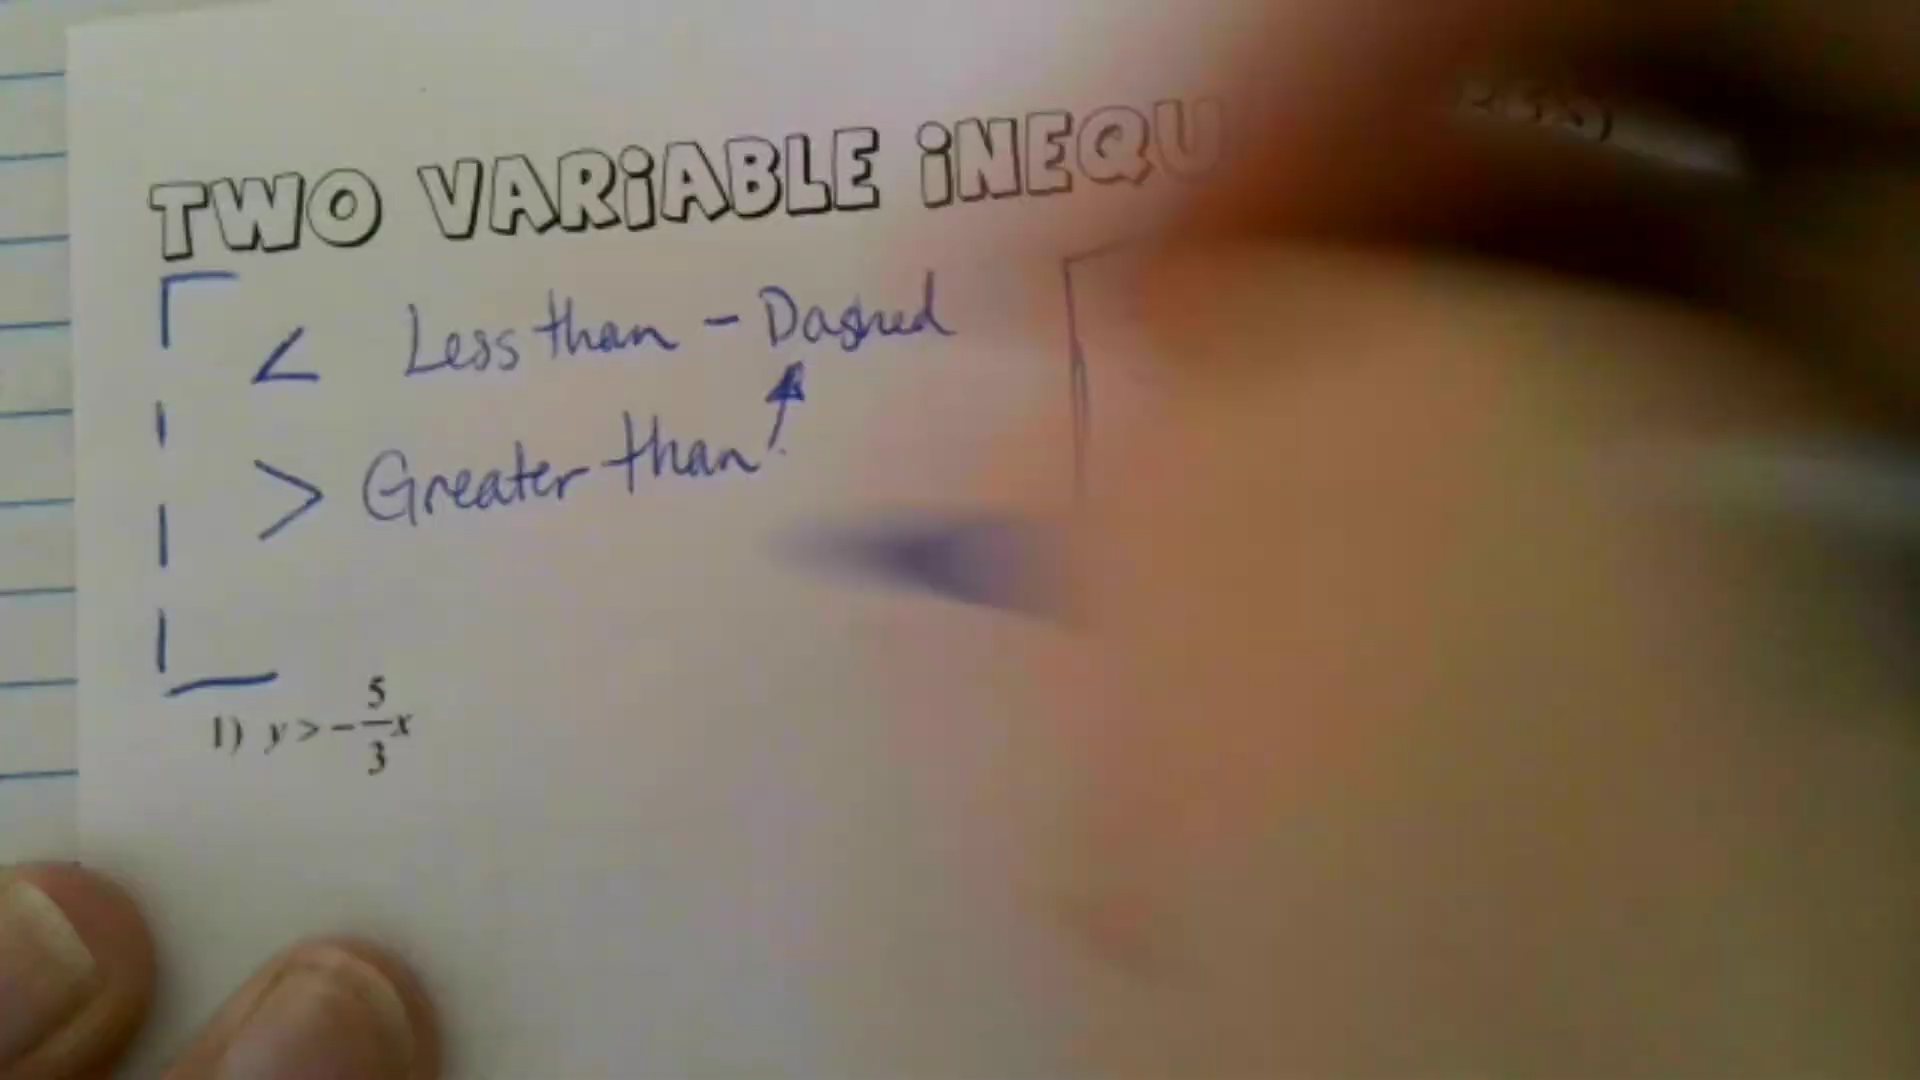 TWO VARIABLE INEQU
< Less than - Dashed
> Greater than
1) y > -5/3x